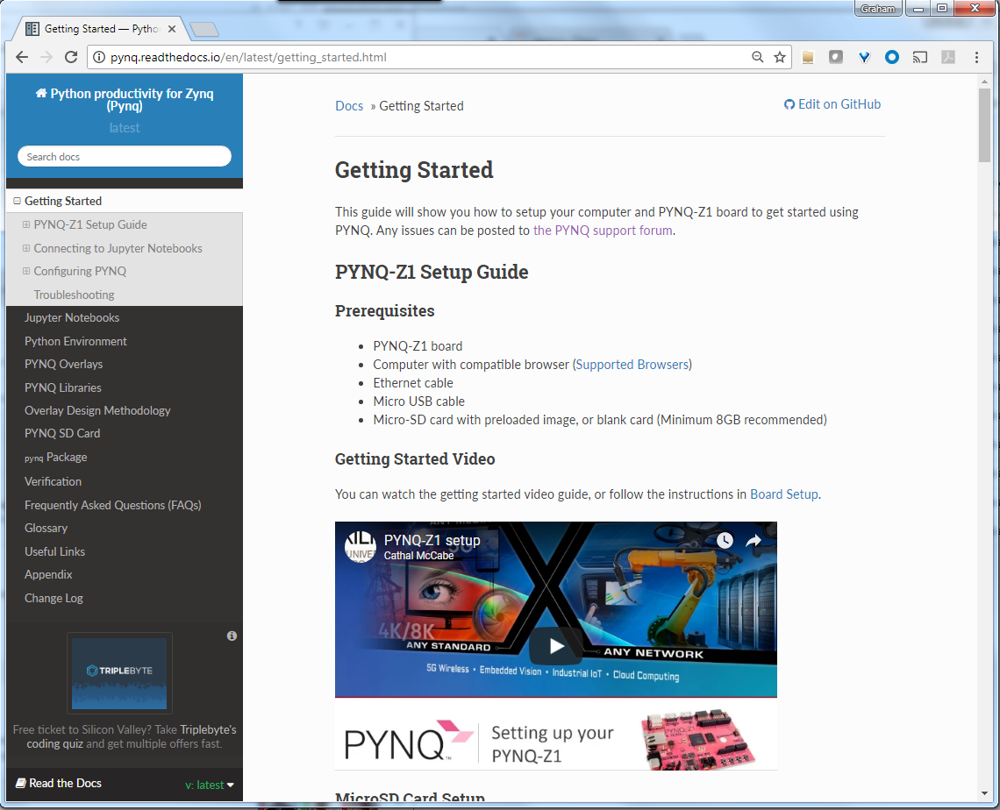 Graham
Getting Started — Pytho
pynq.readthedocs.io/en/latest/getting_started.html
Python productivity for Zynq
(Pynq)
latest
Search docs
Getting Started
PYNQ-Z1 Setup Guide
Connecting to Jupyter Notebooks
Configuring PYNQ
Troubleshooting
Jupyter Notebooks
Python Environment
PYNQ Overlays
PYNQ Libraries
Overlay Design Methodology
PYNQ SD Card
pynq Package
Verification
Frequently Asked Questions (FAQs)
Glossary
Useful Links
Appendix
Change Log
TRIPLEBYTE
Free ticket to Silicon Valley? Take Triplebyte's
coding quiz and get multiple offers fast.
Read the Docs
v: latest
Docs » Getting Started
Edit on GitHub
Getting Started
This guide will show you how to setup your computer and PYNQ-Z1 board to get started using
PYNQ. Any issues can be posted to the PYNQ support forum.
PYNQ-Z1 Setup Guide
Prerequisites
• PYNQ-Z1 board
• Computer with compatible browser (Supported Browsers)
• Ethernet cable
• Micro USB cable
• Micro-SD card with preloaded image, or blank card (Minimum 8GB recommended)
Getting Started Video
You can watch the getting started video guide, or follow the instructions in Board Setup.
PYNQ-Z1 setup
Cathal McCabe
4K/8K
ANY STANDARD
ANY NETWORK
5G Wireless • Embedded Vision • Industrial IoT • Cloud Computing
PYNQ™
Setting up your
PYNQ-Z1
PYNQ-Z1
MicroSD Card Setup